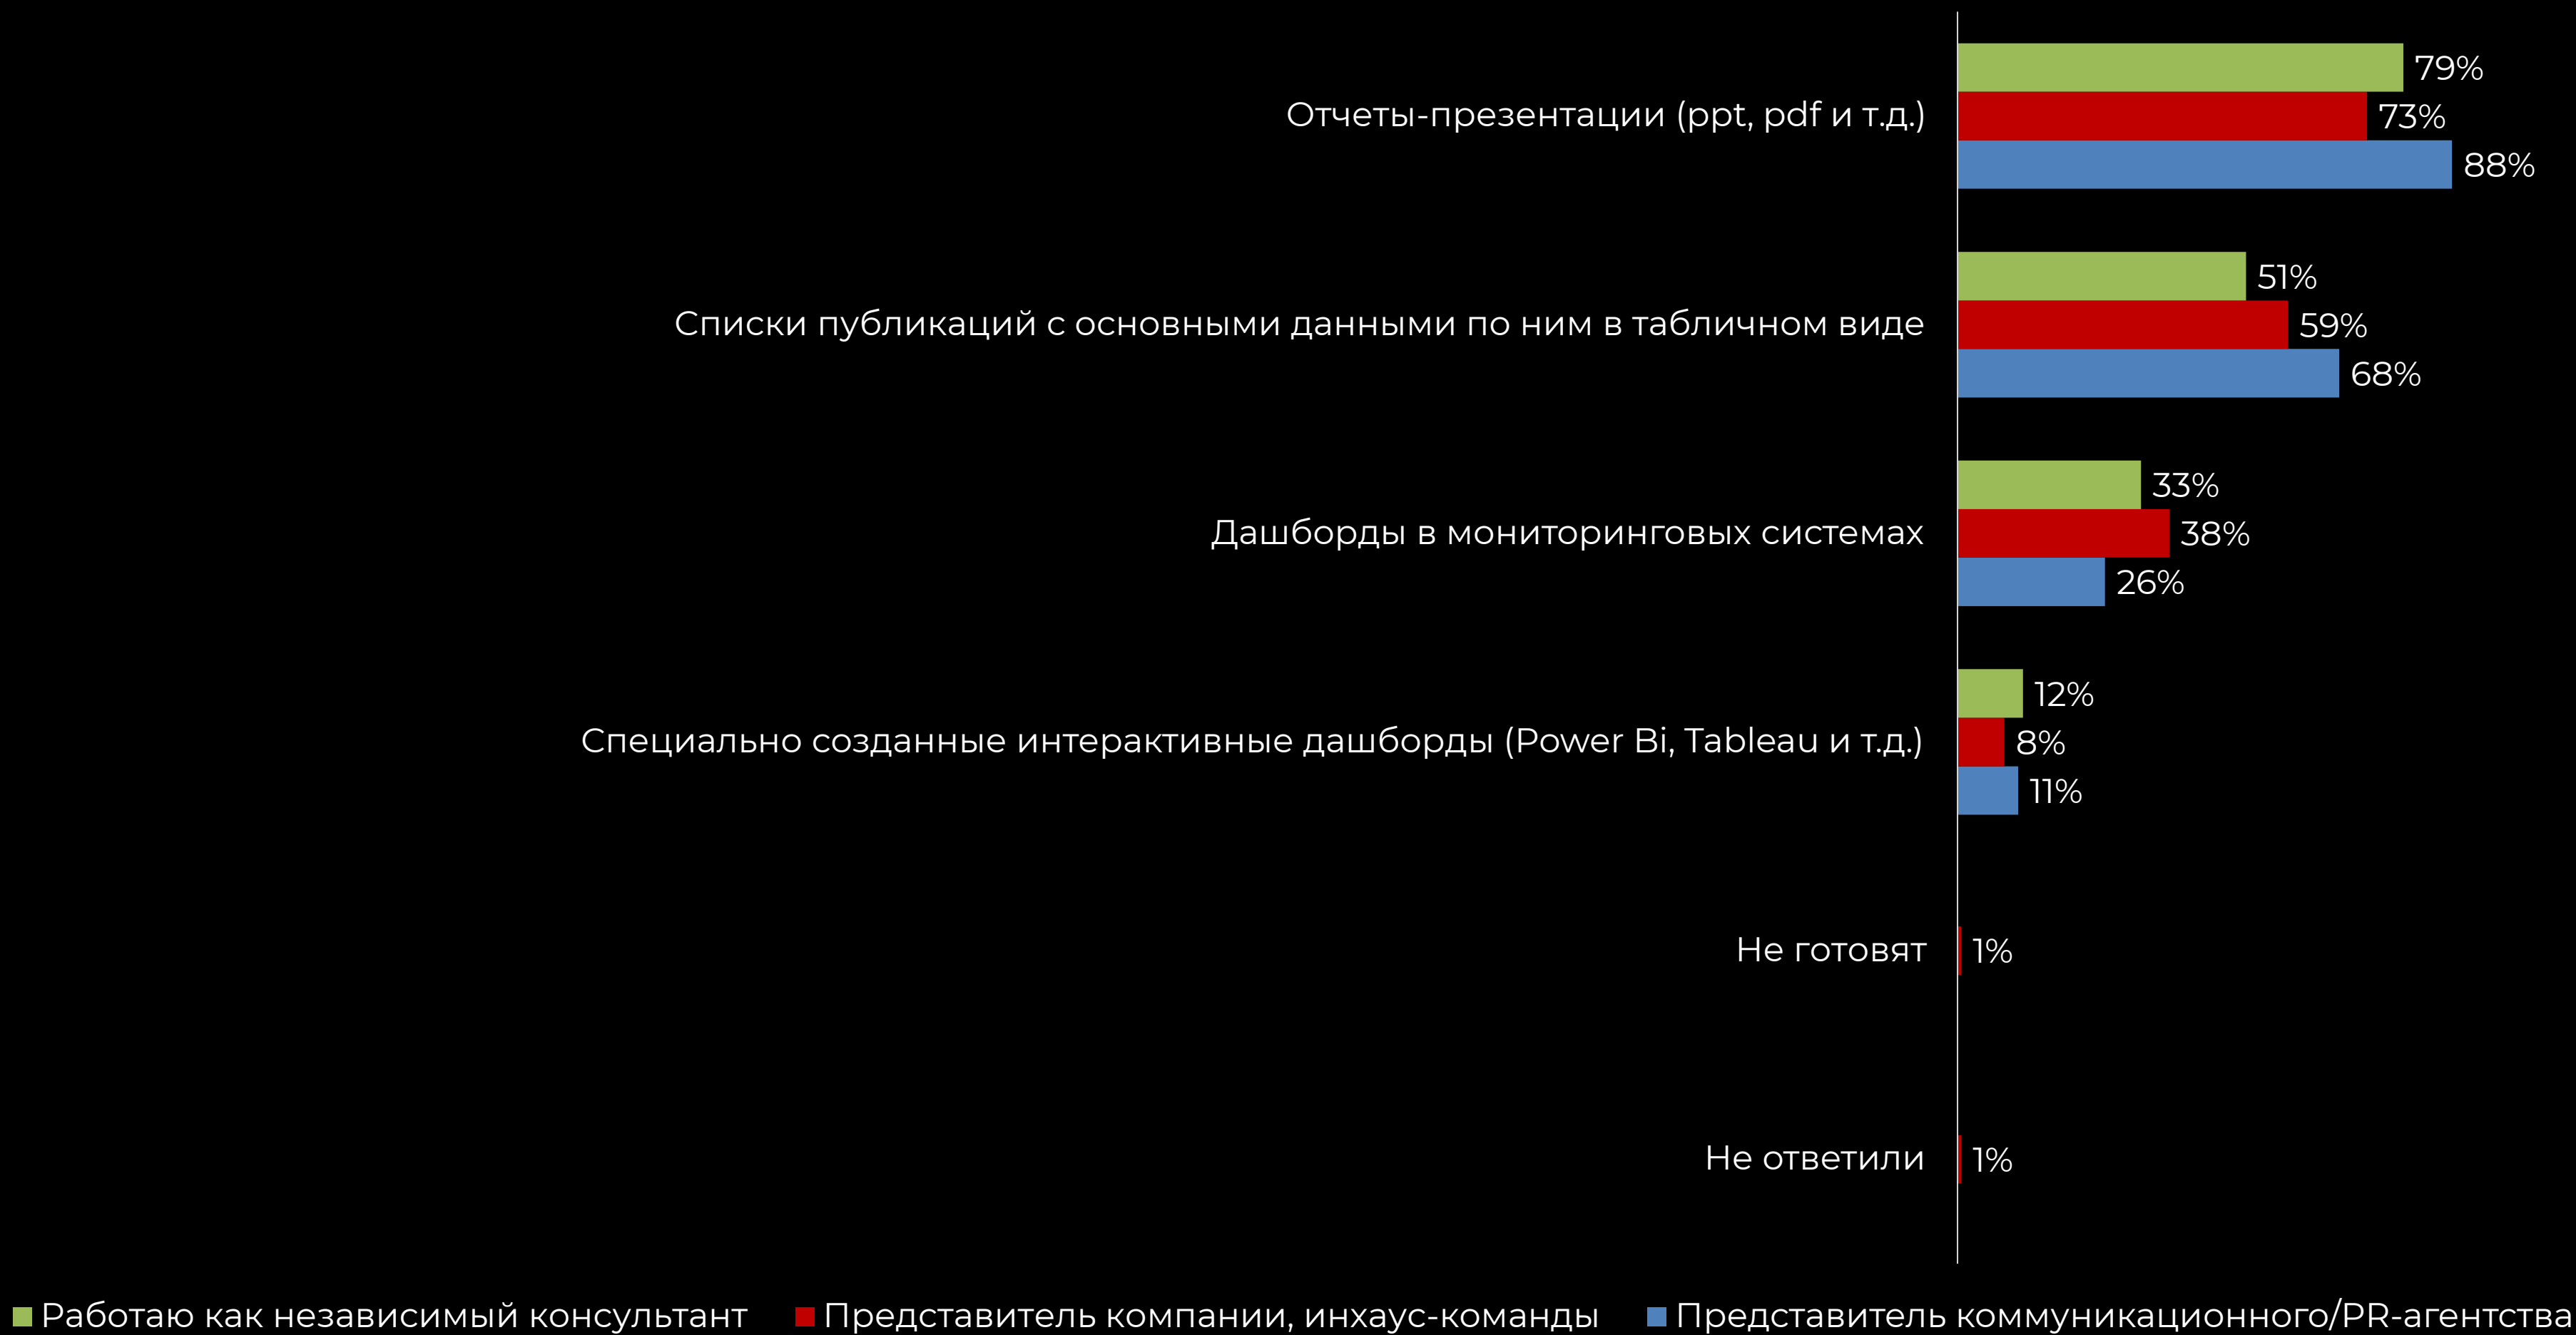 79%
Отчеты-презентации (ppt, pdf и т.д.)
73%
88%
51%
Списки публикаций с основными данными по ним в табличном виде
59%
68%
33%
Дашборды в мониторинговых системах
38%
26%
12%
Специально созданные интерактивные дашборды (Power Bi, Tableau и т.д.)
8%
11%
Не готовят
1%
Не ответили
1%
Работаю как независимый консультант
Представитель компании, инхаус-команды
Представитель коммуникационного/PR-агентства